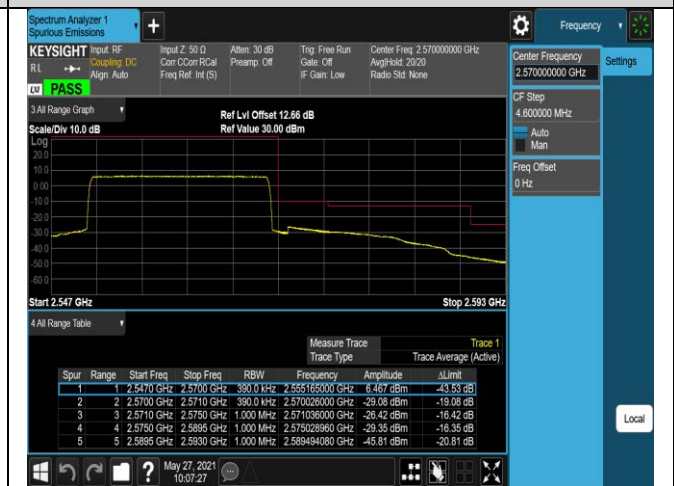 Spectrum Analyzer 1
Spurious Emissions
Frequency
KEYSIGHT Input: RF Input Z: 50 Ω Atten: 30 dB Trig: Free Run Center Freq: 2.570000000 GHz
RL Coupling: DC Corr CCorr RCal Preamp: Off Gate: Off Avg|Hold: 20/20
Align: Auto Freq Ref: Int (S) IF Gain: Low Radio Std: None
LXI PASS
Center Frequency
2.570000000 GHz
Settings
CF Step
4.600000 MHz
Auto
Man
Freq Offset
0 Hz
3 All Range Graph
Ref Lvl Offset 12.66 dB
Scale/Div 10.0 dB Ref Value 30.00 dBm
Log
20.0
10.0
0.00
-10.0
-20.0
-30.0
-40.0
-50.0
-60.0
Start 2.547 GHz Stop 2.593 GHz
4 All Range Table
Measure Trace Trace 1
Trace Type Trace Average (Active)
Spur Range Start Freq Stop Freq RBW Frequency Amplitude ΔLimit
1 1 2.5470 GHz 2.5700 GHz 390.0 kHz 2.555165000 GHz 6.467 dBm -43.53 dB
2 2 2.5700 GHz 2.5710 GHz 390.0 kHz 2.570026000 GHz -29.08 dBm -19.08 dB
3 3 2.5710 GHz 2.5750 GHz 1.000 MHz 2.571036000 GHz -26.42 dBm -16.42 dB
4 4 2.5750 GHz 2.5895 GHz 1.000 MHz 2.575028960 GHz -29.35 dBm -16.35 dB
5 5 2.5895 GHz 2.5930 GHz 1.000 MHz 2.589494080 GHz -45.81 dBm -20.81 dB
Local
May 27, 2021
10:07:27